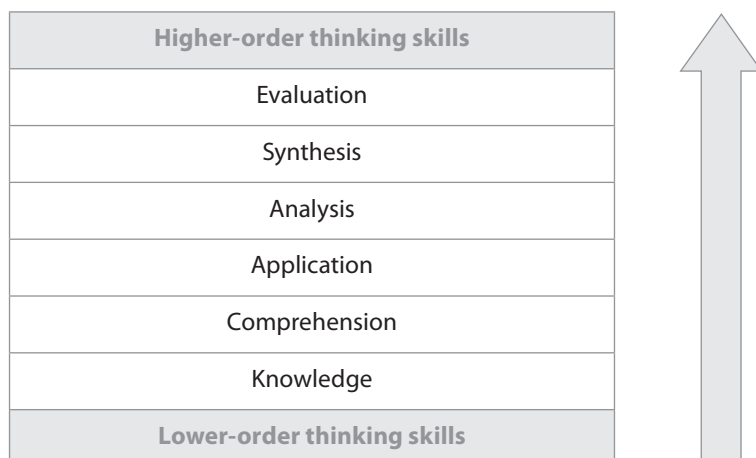 Higher-order thinking skills
Evaluation
Synthesis
Analysis
Application
Comprehension
Knowledge
Lower-order thinking skills